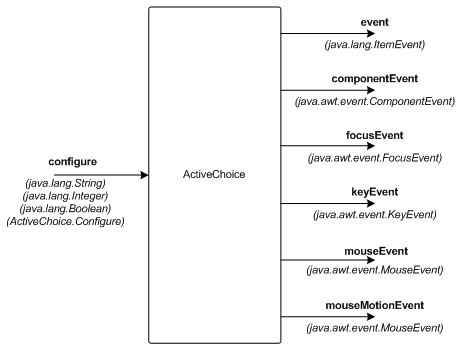 event
(java.lang.ItemEvent)
componentEvent
(java.awt.event.ComponentEvent)
focusEvent
(java.awt.event.FocusEvent)
configure
(java.lang.String)
(java.lang.Integer)
(java.lang.Boolean)
(ActiveChoice.Configure)
ActiveChoice
keyEvent
(java.awt.event.KeyEvent)
mouseEvent
(java.awt.event.MouseEvent)
mouseMotionEvent
(java.awt.event.MouseEvent)